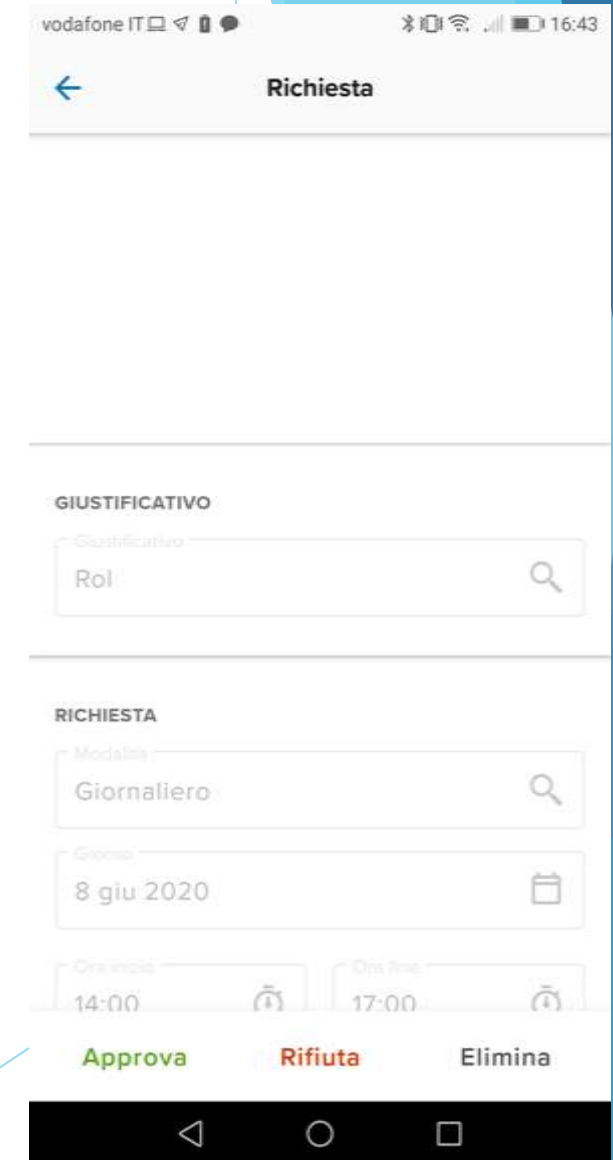 vodafone IT 16:43
Richiesta
GIUSTIFICATIVO
Giustificativo
Rol
RICHIESTA
Modalità
Giornaliero
Giorno
8 giu 2020
Ora inizio Ora fine
14:00 17:00
Approva Rifiuta Elimina